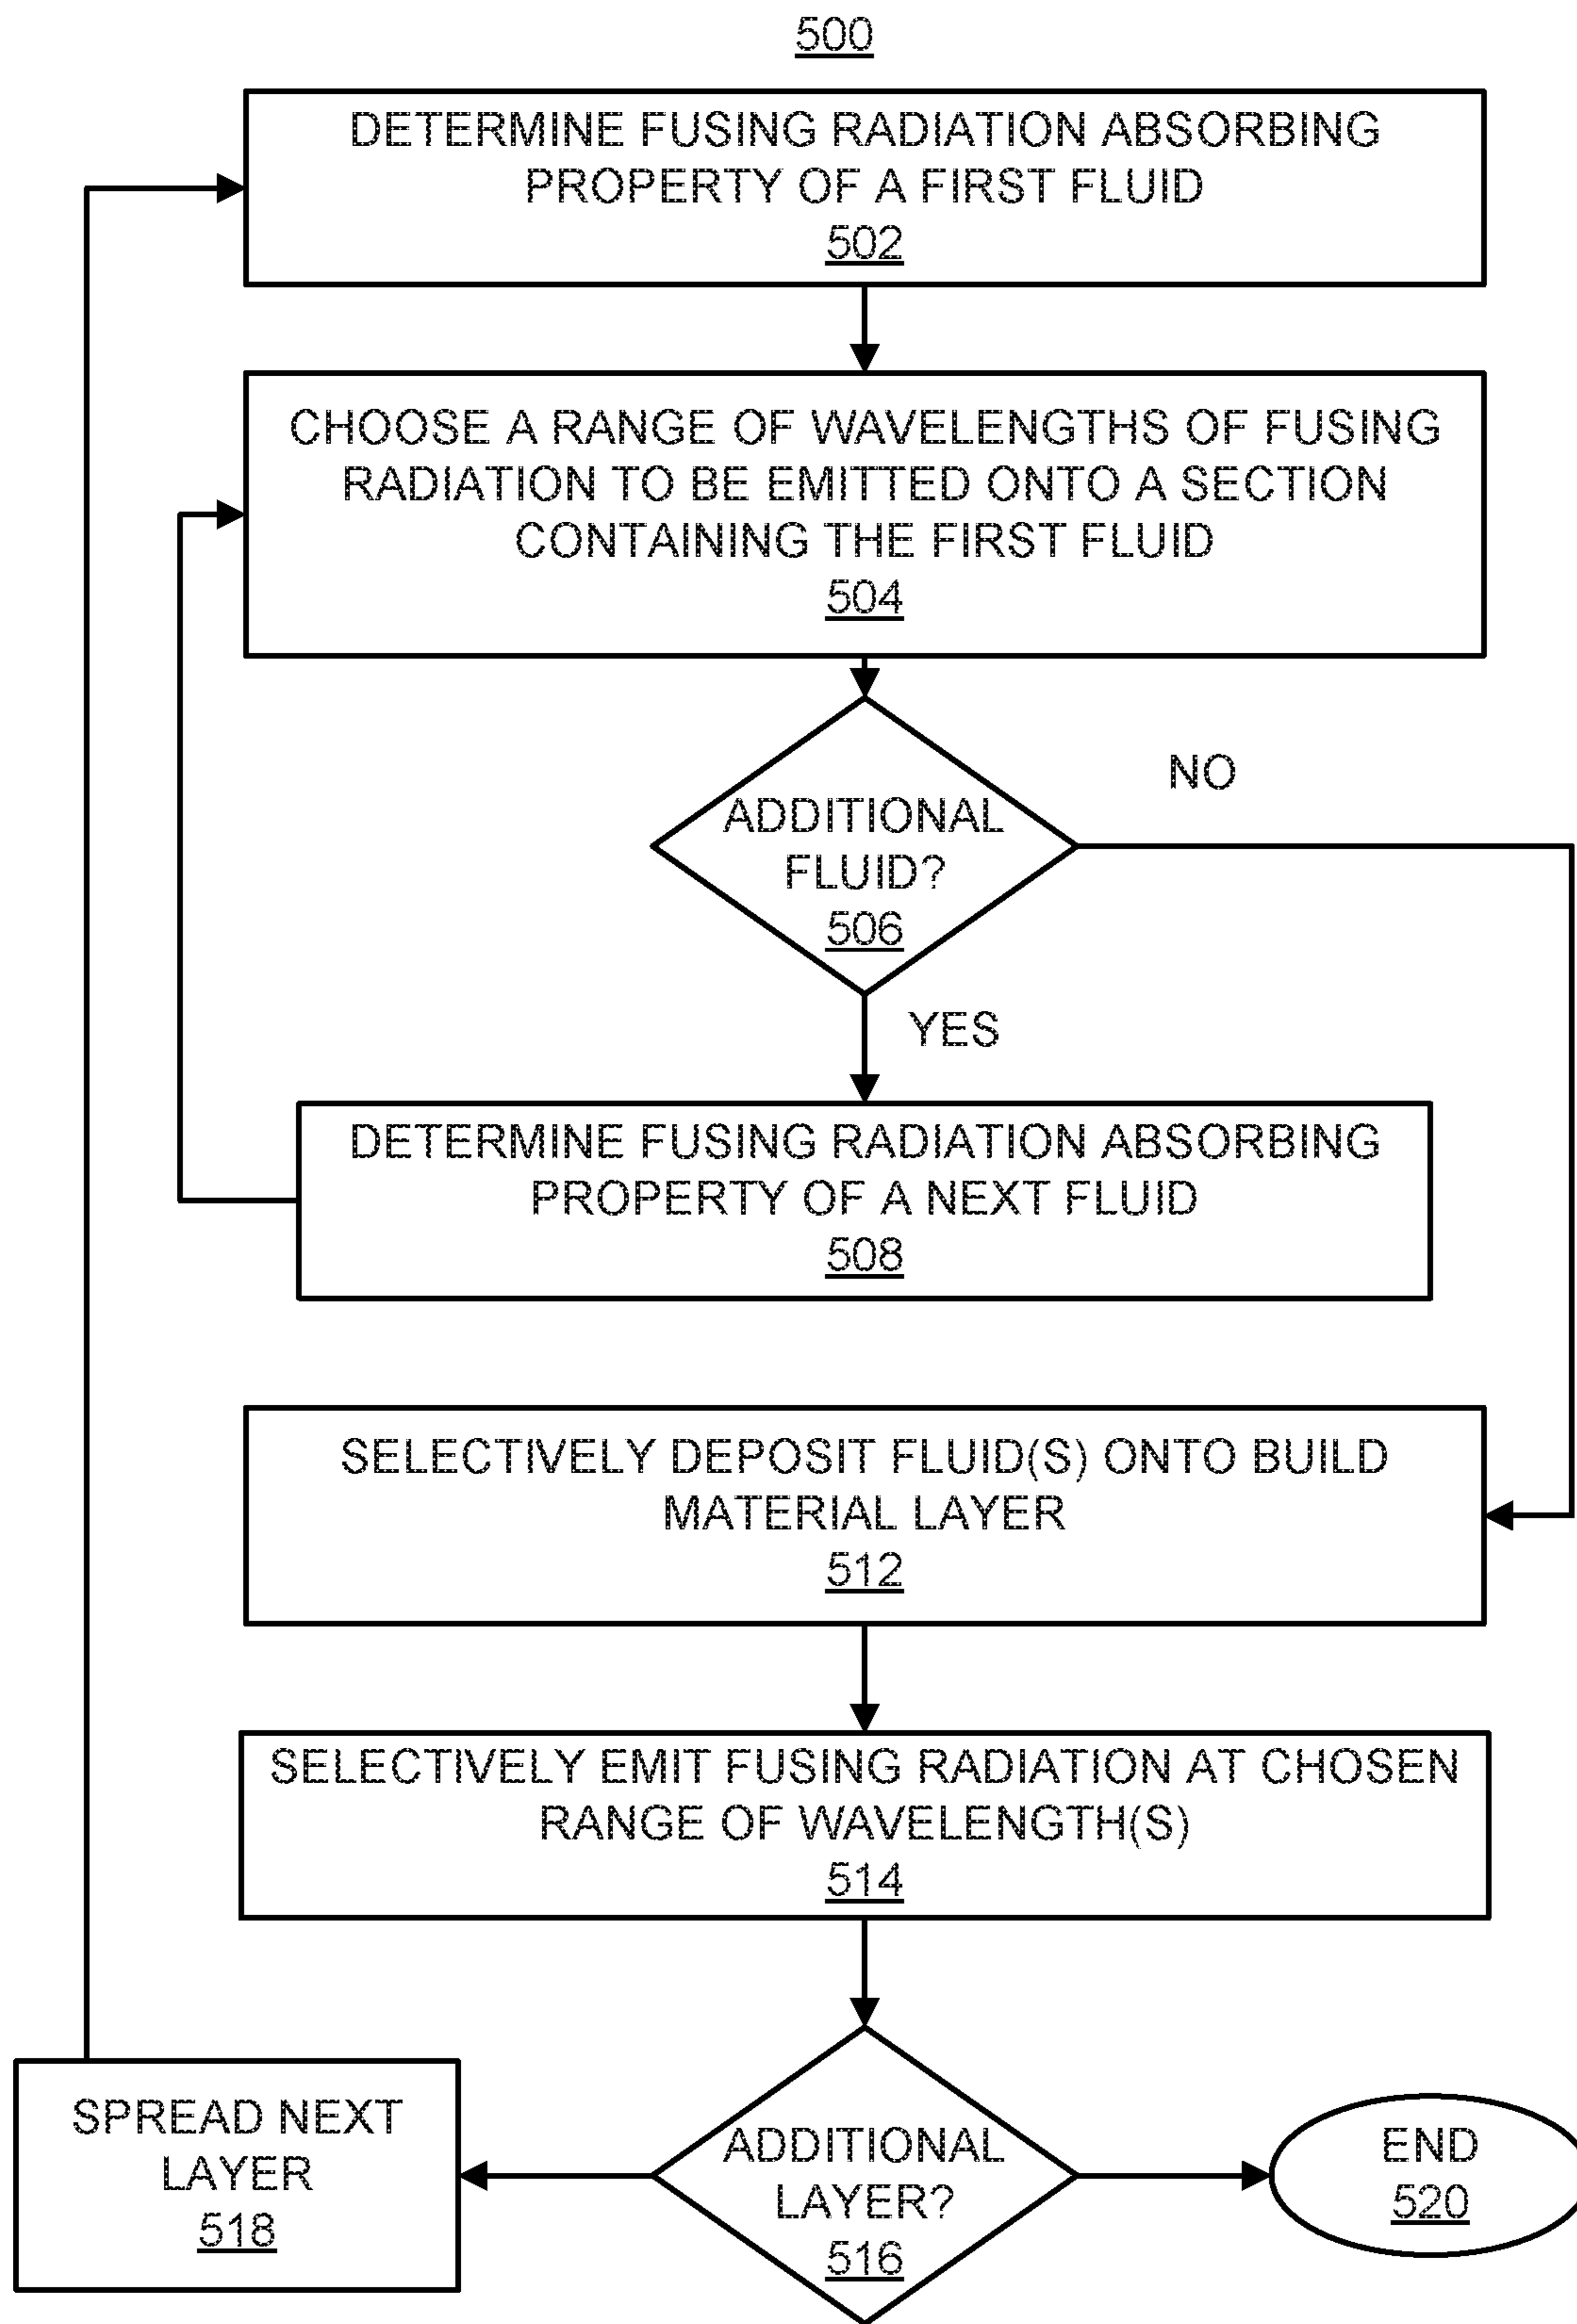 500
DETERMINE FUSING RADIATION ABSORBING
PROPERTY OF A FIRST FLUID
502
CHOOSE A RANGE OF WAVELENGTHS OF FUSING
RADIATION TO BE EMITTED ONTO A SECTION
CONTAINING THE FIRST FLUID
504
NO
ADDITIONAL
FLUID?
506
YES
DETERMINE FUSING RADIATION ABSORBING
PROPERTY OF A NEXT FLUID
508
SELECTIVELY DEPOSIT FLUID(S) ONTO BUILD
MATERIAL LAYER
512
SELECTIVELY EMIT FUSING RADIATION AT CHOSEN
RANGE OF WAVELENGTH(S)
514
SPREAD NEXT
LAYER
518
ADDITIONAL
LAYER?
516
END
520